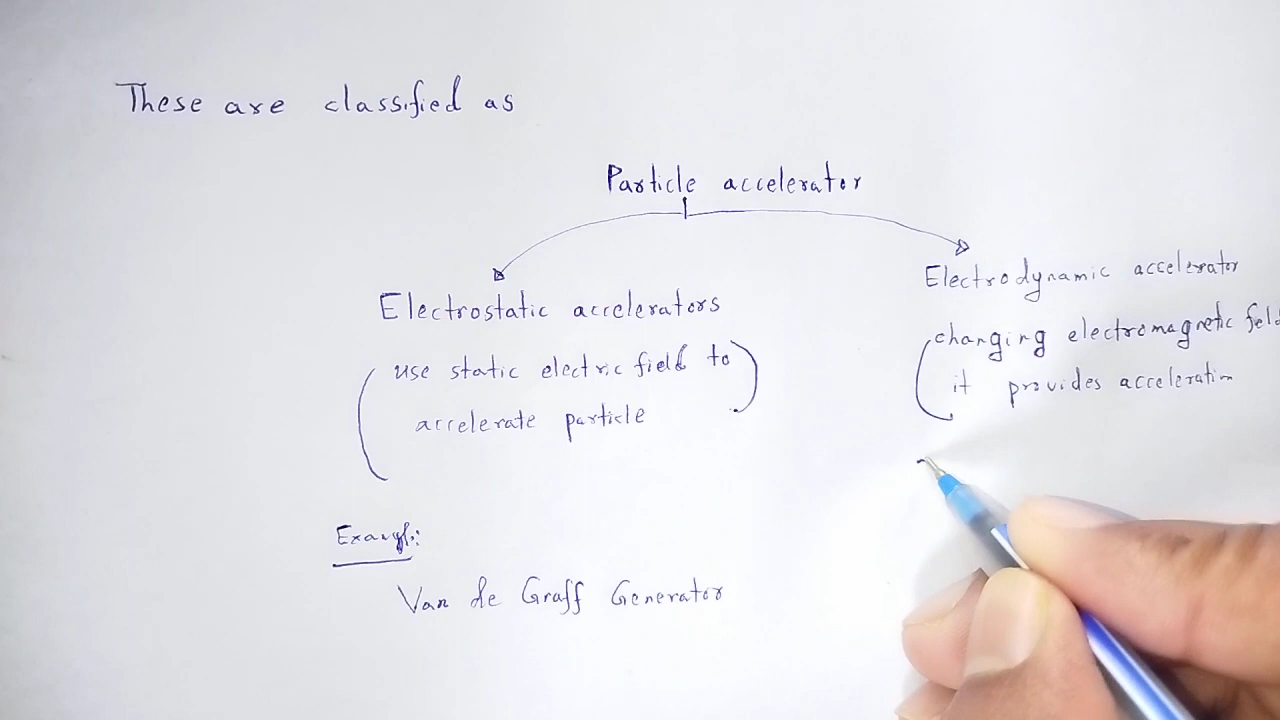 These are classified as
Particle accelerator
Electrostatic accelerators
(use static electric field to
accelerate particle)
Example:
Van de Graff Generator
Electrodynamic accelerator
(changing electromagnetic field
it provides acceleration